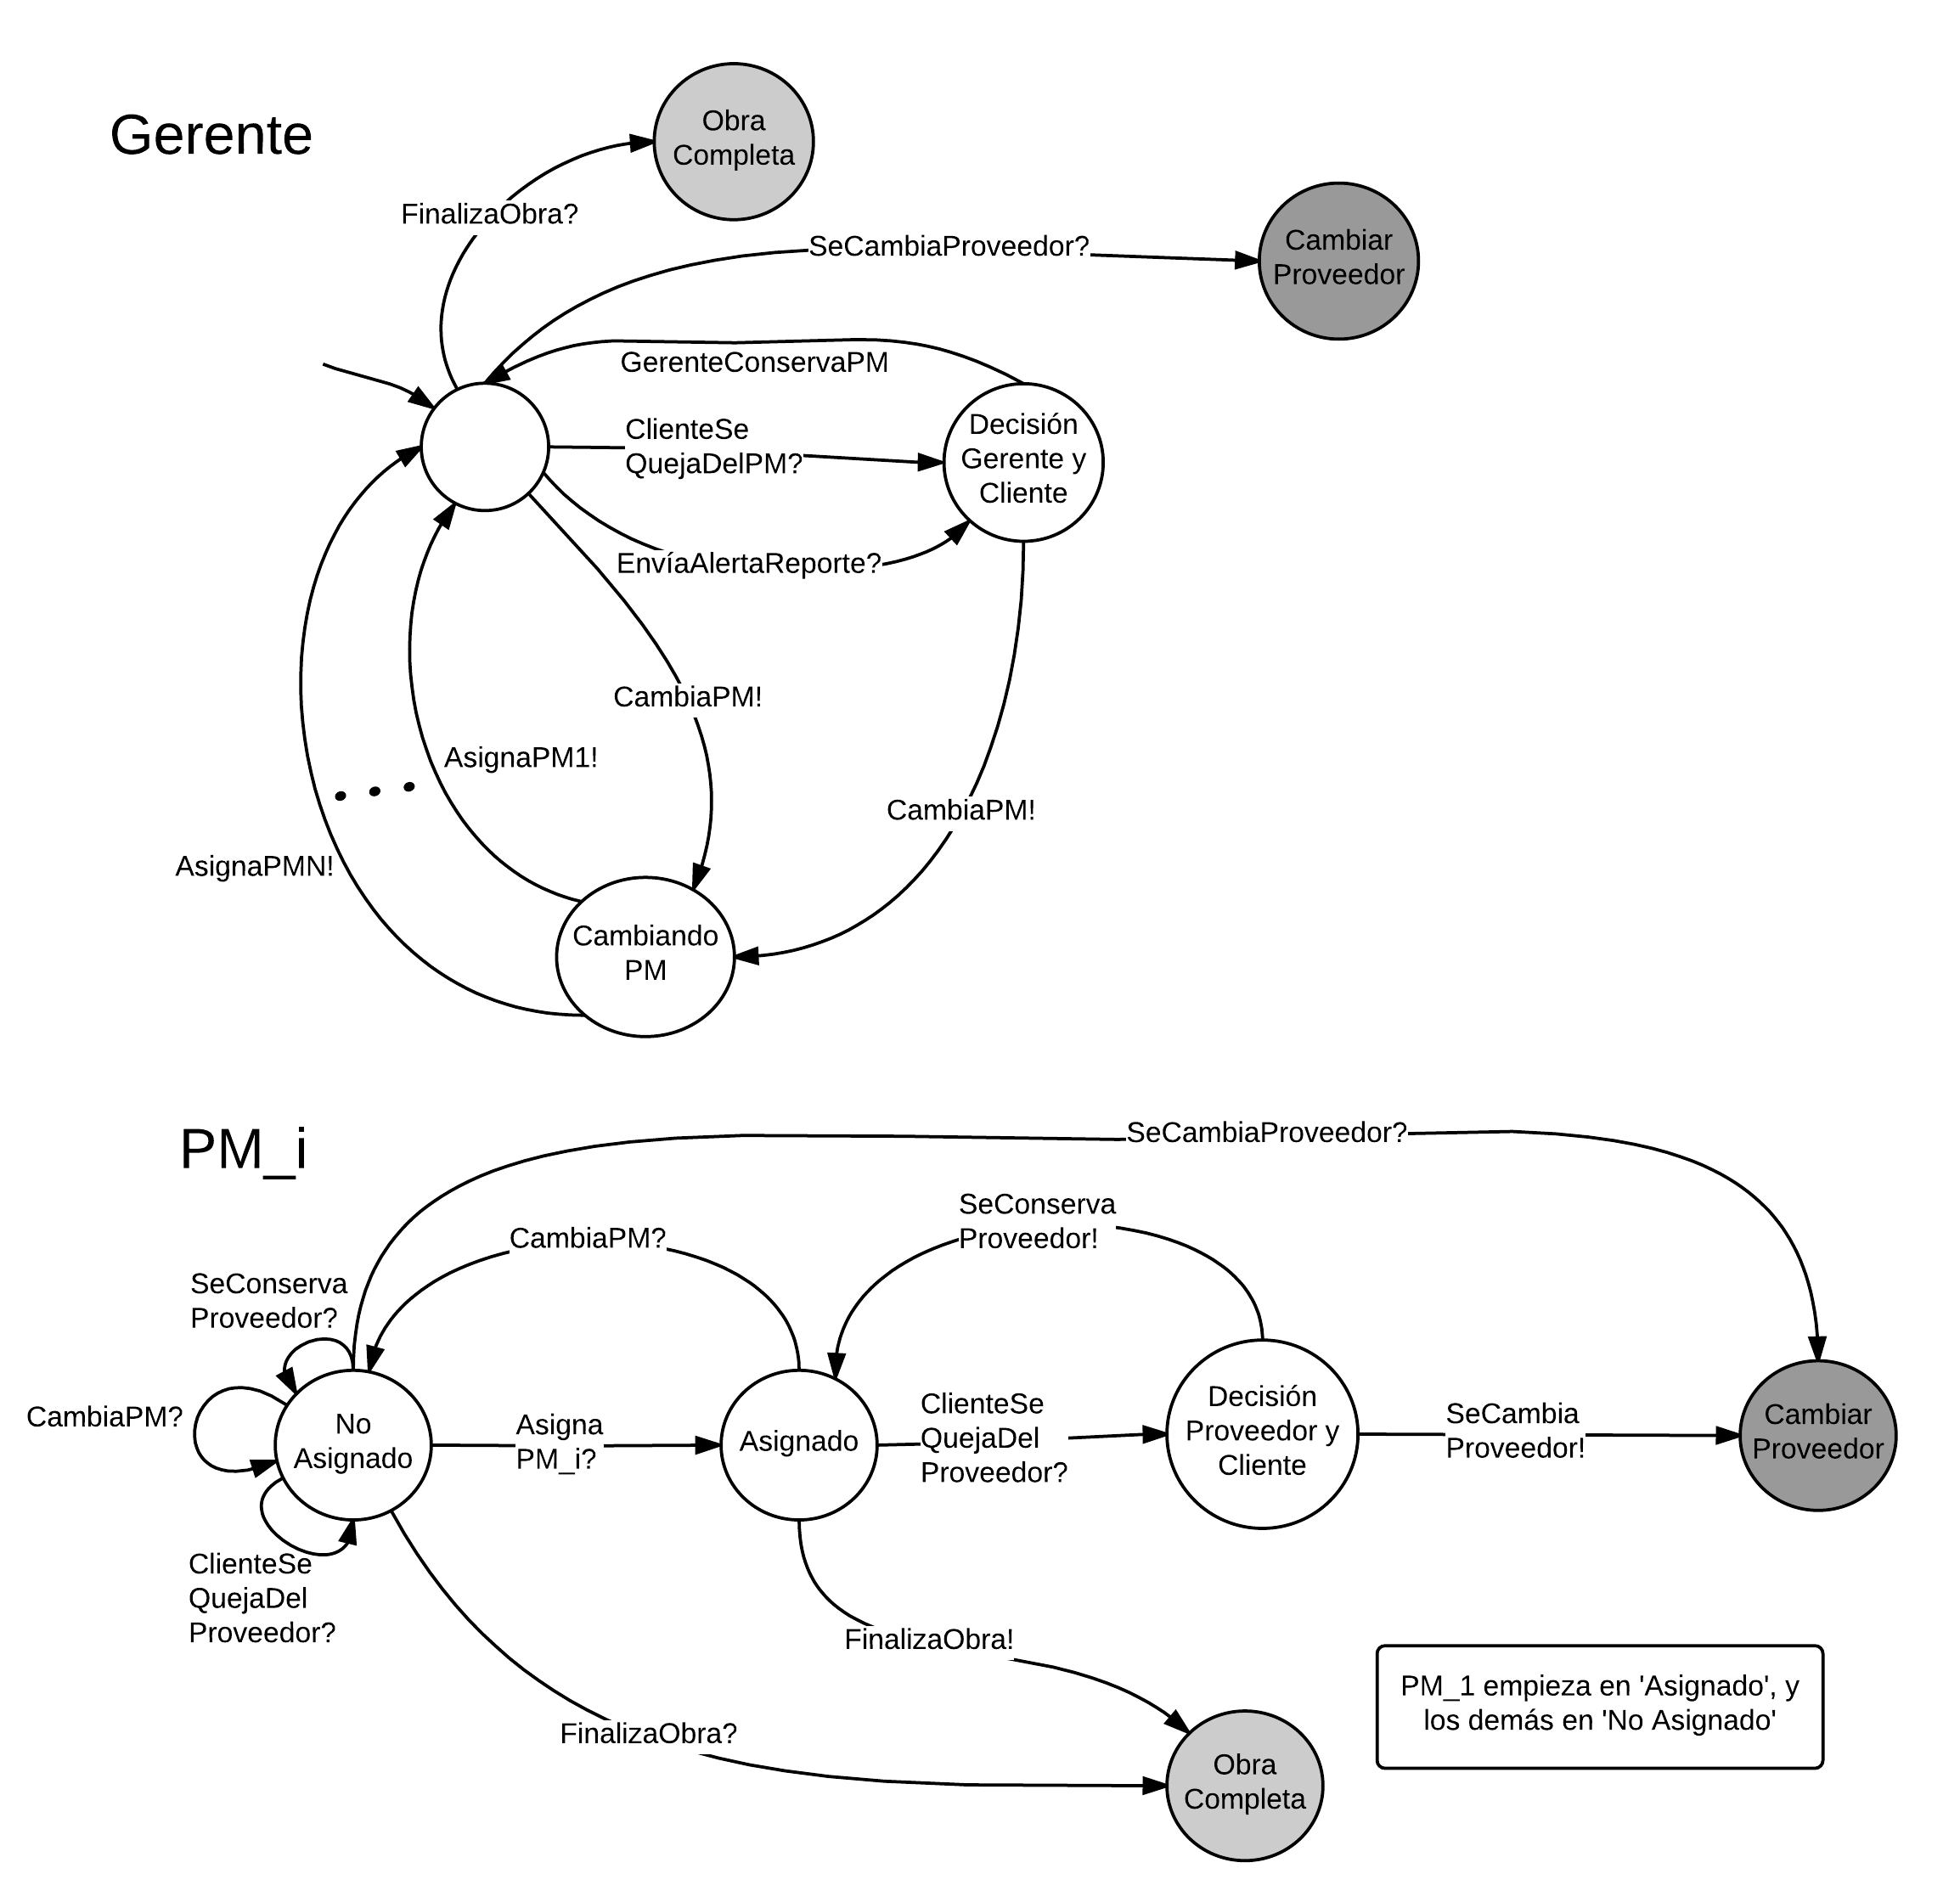 Gerente
Obra
Completa
FinalizaObra?
SeCambiaProveedor?
Cambiar
Proveedor
GerenteConservaPM
ClienteSe
QuejaDelPM?
Decisión
Gerente y
Cliente
EnvíaAlertaReporte?
CambiaPM!
AsignaPM1!
CambiaPM!
AsignaPMN!
Cambiando
PM
PM_i
SeCambiaProveedor?
SeConserva
Proveedor!
CambiaPM?
SeConserva
Proveedor?
CambiaPM?
No
Asignado
Asigna
PM_i?
Asignado
ClienteSe
QuejaDel
Proveedor?
Decisión
Proveedor y
Cliente
SeCambia
Proveedor!
Cambiar
Proveedor
ClienteSe
QuejaDel
Proveedor?
FinalizaObra!
FinalizaObra?
Obra
Completa
PM_1 empieza en 'Asignado', y
los demás en 'No Asignado'